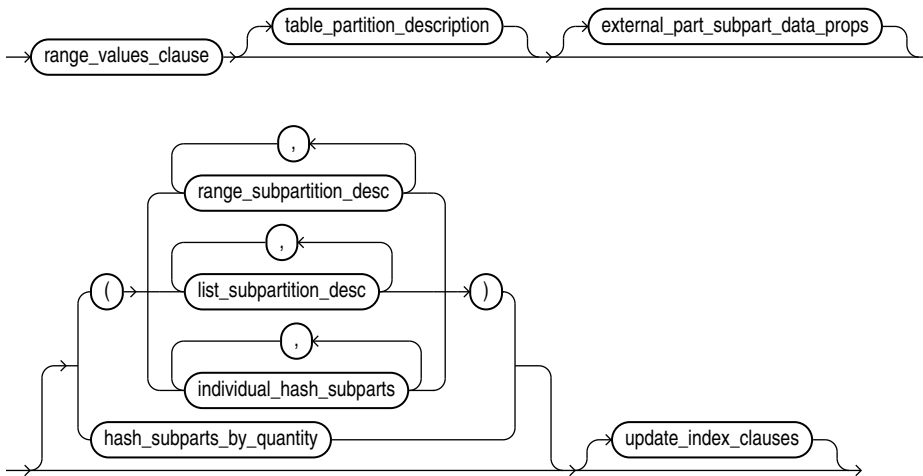 table_partition_description external_part_subpart_data_props
range_values_clause
,
range_subpartition_desc
,
( list_subpartition_desc )
,
individual_hash_subparts
hash_subparts_by_quantity update_index_clauses